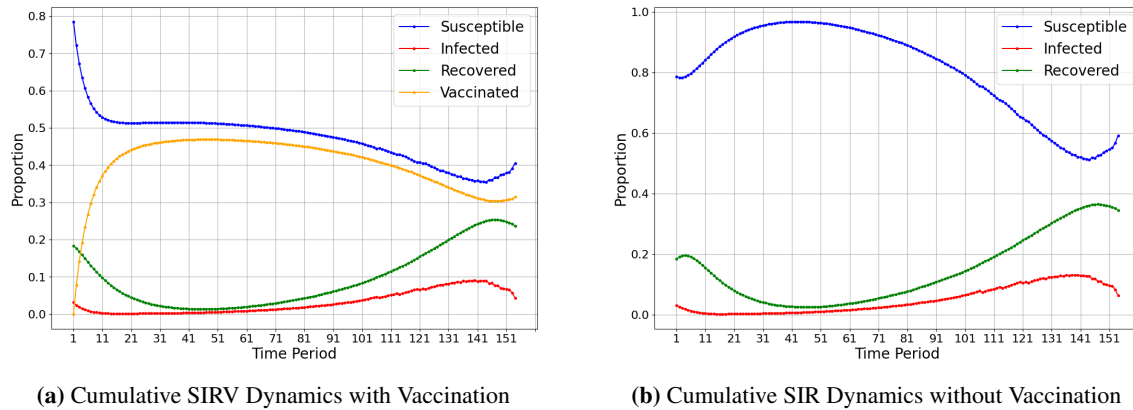 0.8
0.7
0.6
0.5
0.4
0.3
0.2
0.1
0.0
Proportion
Susceptible
Infected
Recovered
Vaccinated
1 11 21 31 41 51 61 71 81 91 101 111 121 131 141 151
Time Period
(a) Cumulative SIRV Dynamics with Vaccination
1.0
0.8
0.6
0.4
0.2
0.0
Proportion
Susceptible
Infected
Recovered
1 11 21 31 41 51 61 71 81 91 101 111 121 131 141 151
Time Period
(b) Cumulative SIR Dynamics without Vaccination